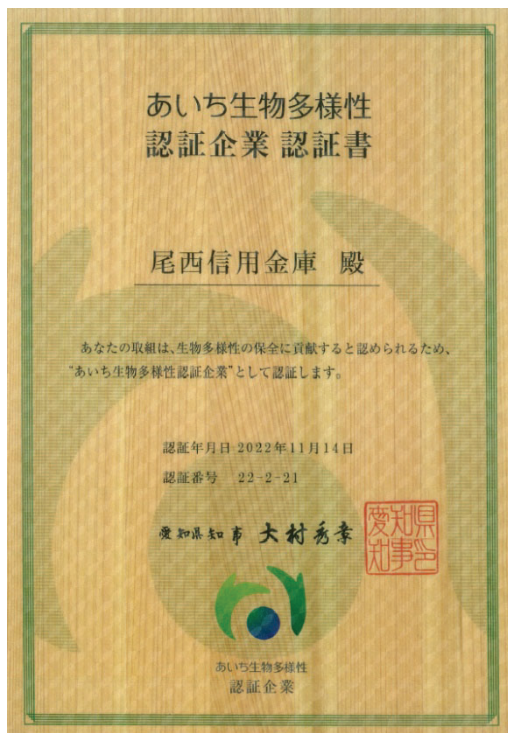 あいち生物多様性
認証企業 認証書
尾西信用金庫 殿
あなたの取組は、生物多様性の保全に貢献すると認められるため、
“あいち生物多様性認証企業”として認証します。
認証年月日 2022年11月14日
認証番号 22-2-21
愛知県知事 大村秀章
愛知県知事印
あいち生物多様性
認証企業